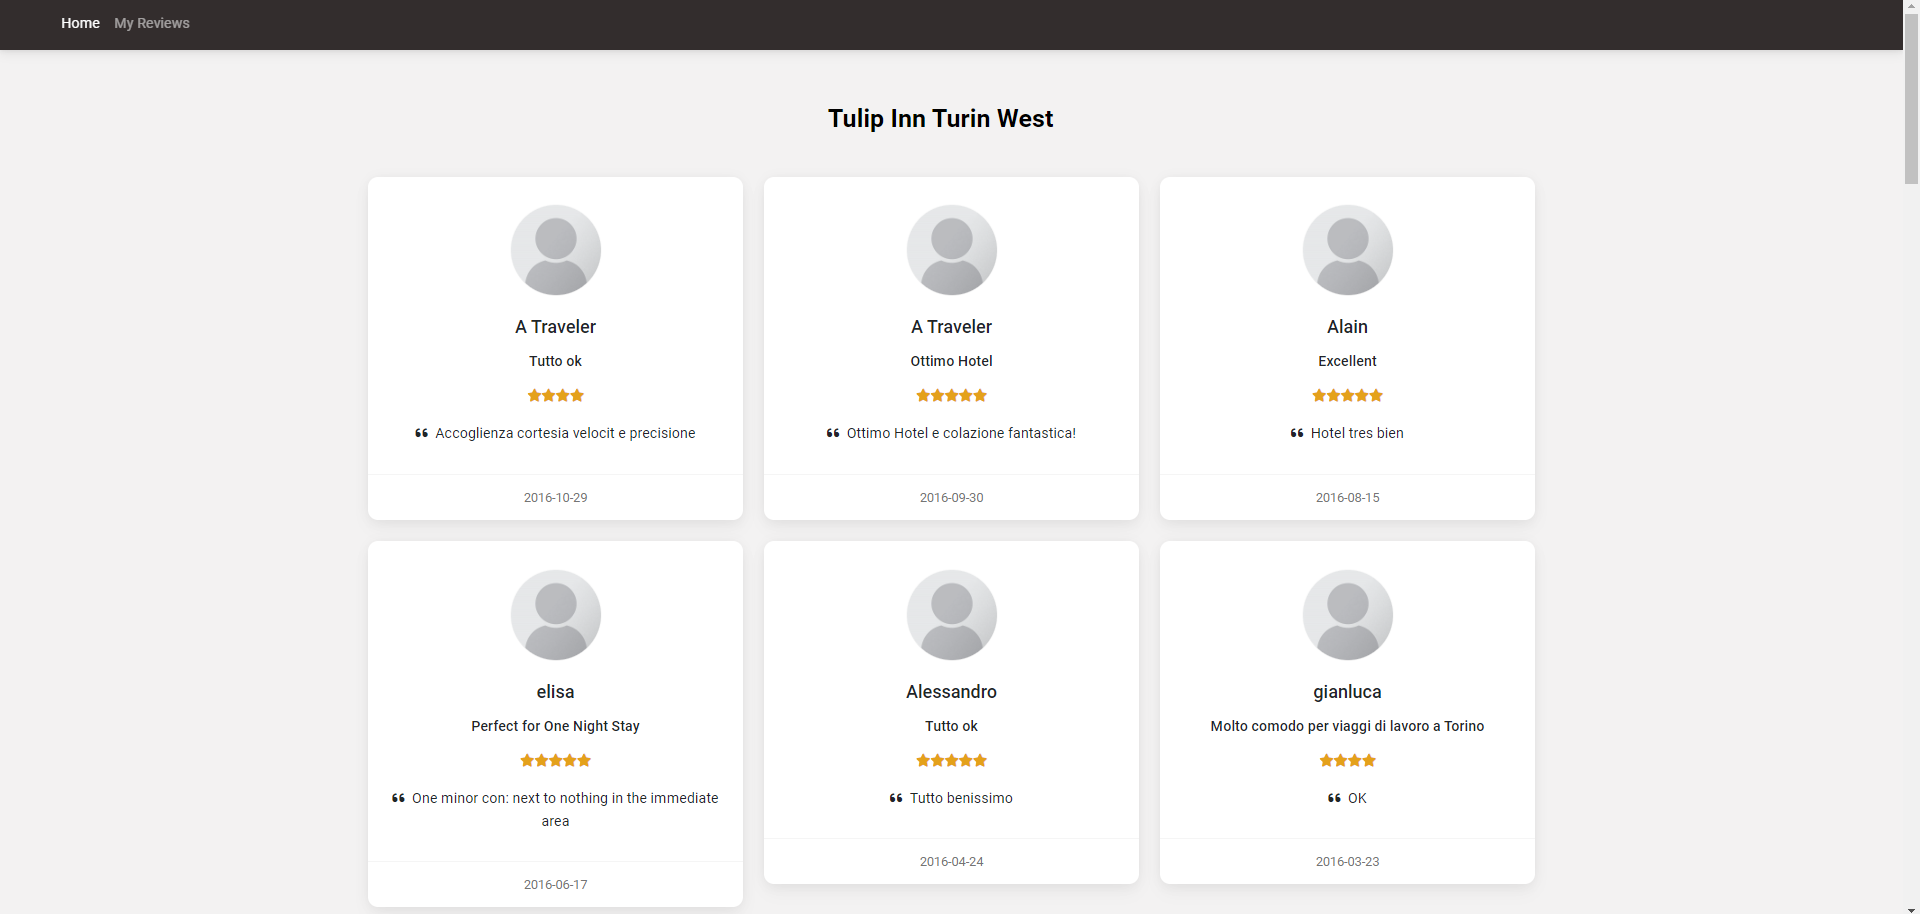 Home My Reviews
Tulip Inn Turin West
A Traveler
Tutto ok
Accoglienza cortesia velocit e precisione
2016-10-29
A Traveler
Ottimo Hotel
Ottimo Hotel e colazione fantastica!
2016-09-30
Alain
Excellent
Hotel tres bien
2016-08-15
elisa
Perfect for One Night Stay
One minor con: next to nothing in the immediate
area
2016-06-17
Alessandro
Tutto ok
Tutto benissimo
2016-04-24
gianluca
Molto comodo per viaggi di lavoro a Torino
OK
2016-03-23